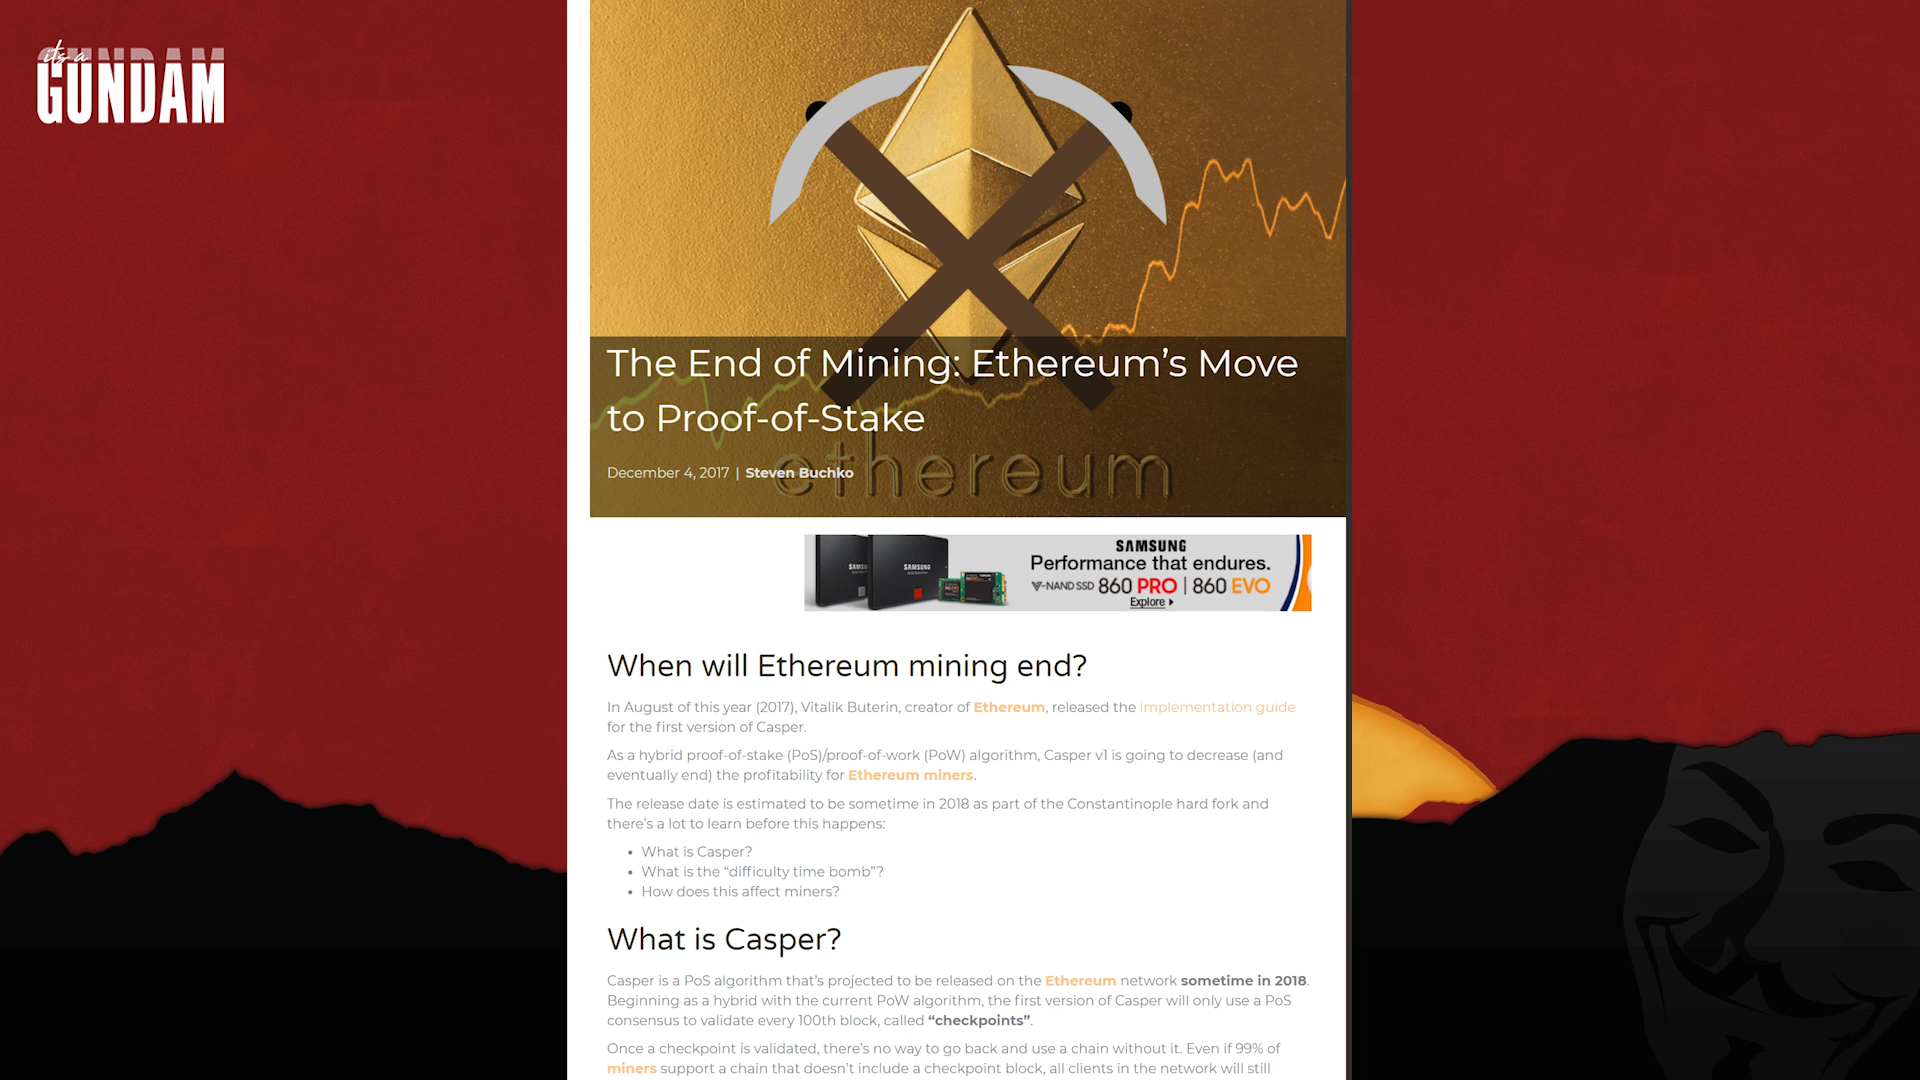 its a
GUNDAM
The End of Mining: Ethereum’s Move
to Proof-of-Stake
December 4, 2017 | Steven Buchko
ethereum
SAMSUNG
SAMSUNG
Performance that endures.
V-NAND SSD 860 PRO | 860 EVO
Explore
When will Ethereum mining end?
In August of this year (2017), Vitalik Buterin, creator of Ethereum, released the implementation guide
for the first version of Casper.
As a hybrid proof-of-stake (PoS)/proof-of-work (PoW) algorithm, Casper v1 is going to decrease (and
eventually end) the profitability for Ethereum miners.
The release date is estimated to be sometime in 2018 as part of the Constantinople hard fork and
there’s a lot to learn before this happens:
• What is Casper?
• What is the “difficulty time bomb”?
• How does this affect miners?
What is Casper?
Casper is a PoS algorithm that’s projected to be released on the Ethereum network sometime in 2018.
Beginning as a hybrid with the current PoW algorithm, the first version of Casper will only use a PoS
consensus to validate every 100th block, called “checkpoints”.
Once a checkpoint is validated, there’s no way to go back and use a chain without it. Even if 99% of
miners support a chain that doesn’t include a checkpoint block, all clients in the network will still